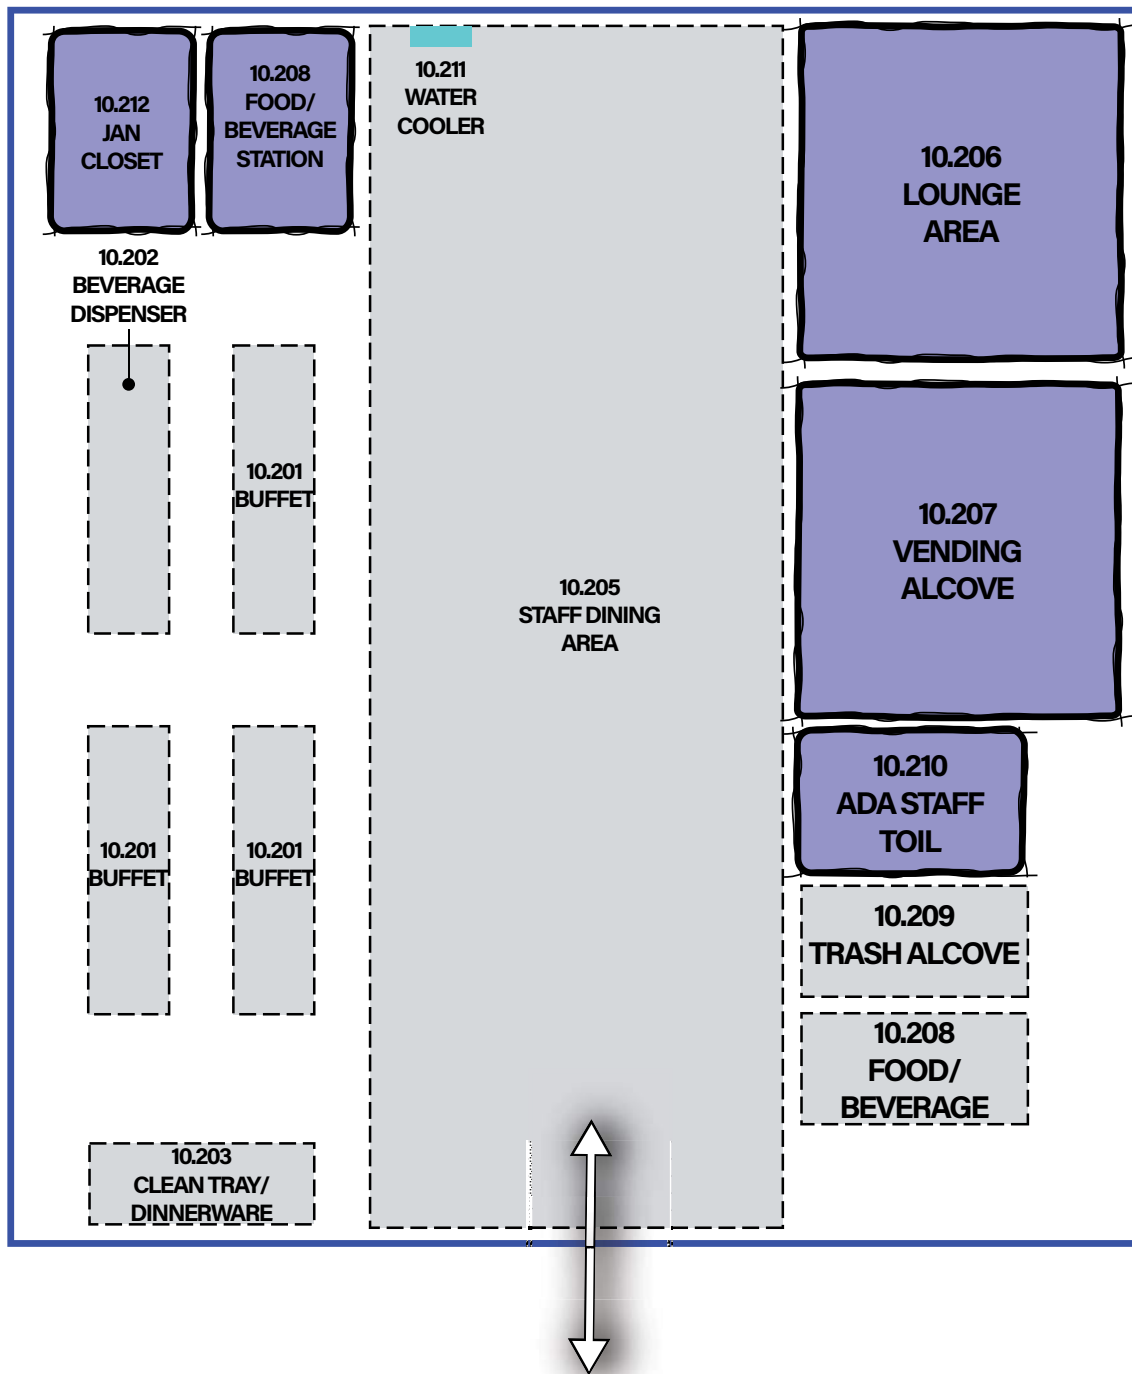 10.212
JAN
CLOSET
10.208
FOOD/
BEVERAGE
STATION
10.211
WATER
COOLER
10.206
LOUNGE
AREA
10.202
BEVERAGE
DISPENSER
10.201
BUFFET
10.207
VENDING
ALCOVE
10.205
STAFF DINING
AREA
10.210
ADA STAFF
TOIL
10.201
BUFFET
10.201
BUFFET
10.209
TRASH ALCOVE
10.208
FOOD/
BEVERAGE
10.203
CLEAN TRAY/
DINNERWARE